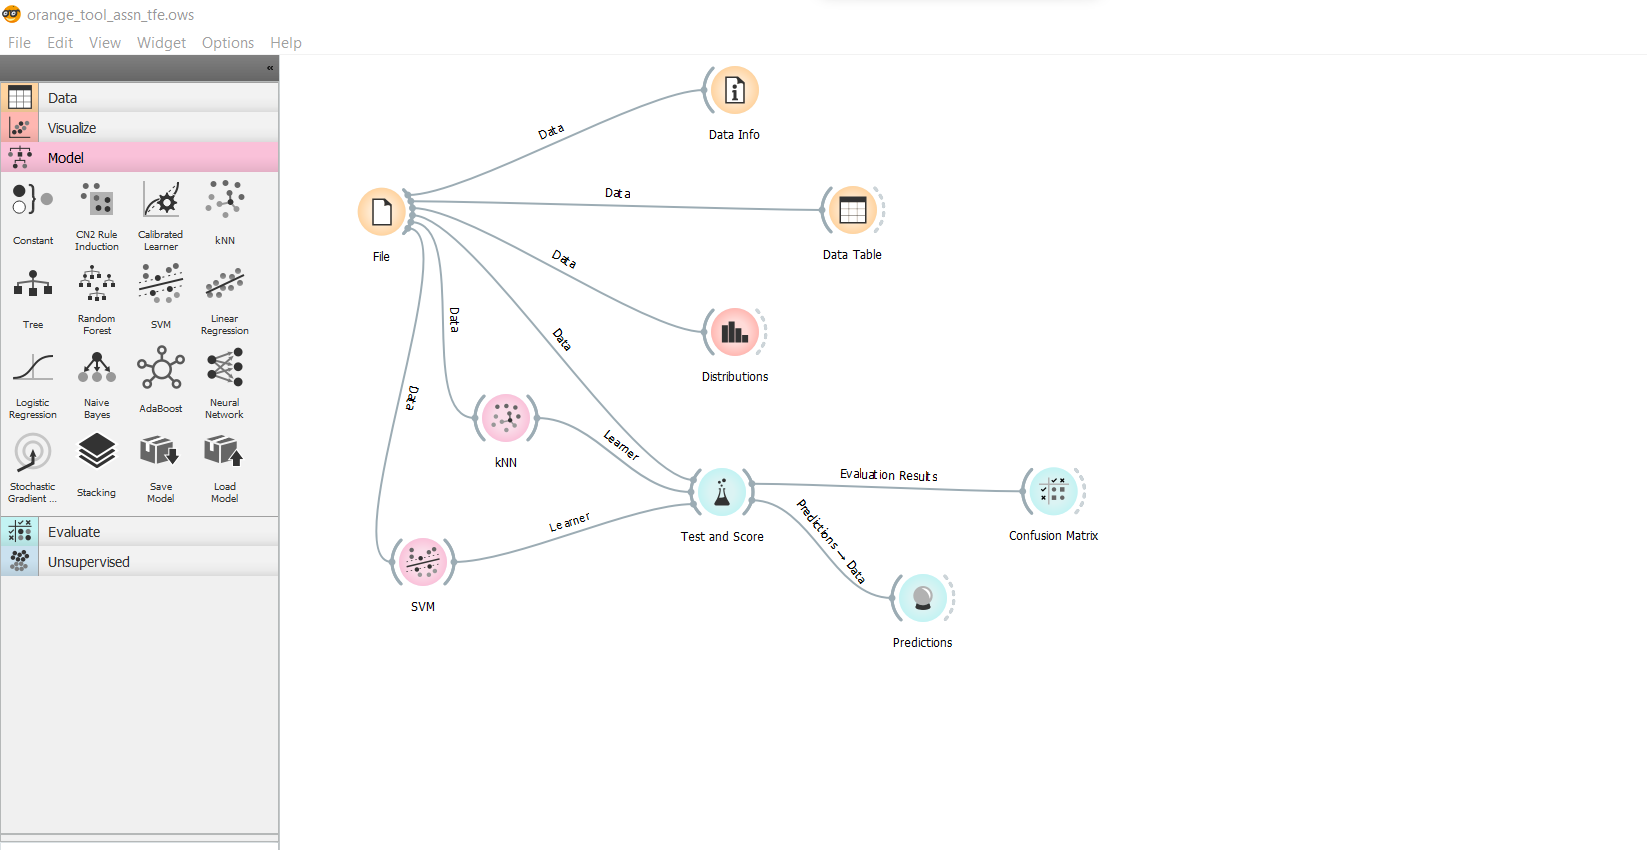 orange_tool_assn_tfe.ows
File Edit View Widget Options Help
«
Data
Visualize
Model
Constant
CN2 Rule
Induction
Calibrated
Learner
kNN
Tree
Random
Forest
SVM
Linear
Regression
Logistic
Regression
Naive
Bayes
AdaBoost
Neural
Network
Stochastic
Gradient ...
Stacking
Save
Model
Load
Model
Evaluate
Unsupervised
Data
Data Info
Data
File
Data Table
Data
Distributions
Data
Data
Data
kNN
Learner
Learner
SVM
Test and Score
Evaluation Results
Confusion Matrix
Predictions → Data
Predictions